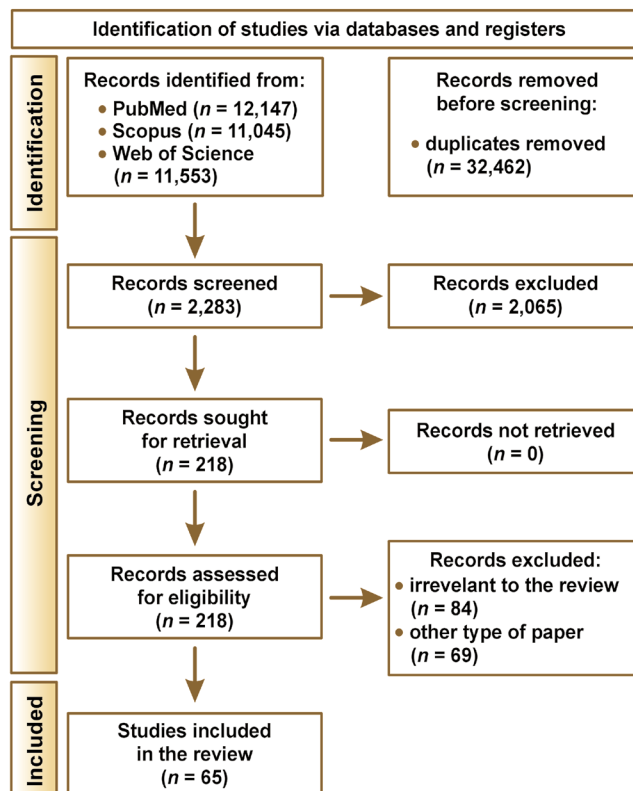 Identification of studies via databases and registers
Identification
Records identified from:
• PubMed (n = 12,147)
• Scopus (n = 11,045)
• Web of Science
(n = 11,553)
Records removed
before screening:
• duplicates removed
(n = 32,462)
Screening
Records screened
(n = 2,283)
Records excluded
(n = 2,065)
Records sought
for retrieval
(n = 218)
Records not retrieved
(n = 0)
Records assessed
for eligibility
(n = 218)
Records excluded:
• irrevelant to the review
(n = 84)
• other type of paper
(n = 69)
Included
Studies included
in the review
(n = 65)